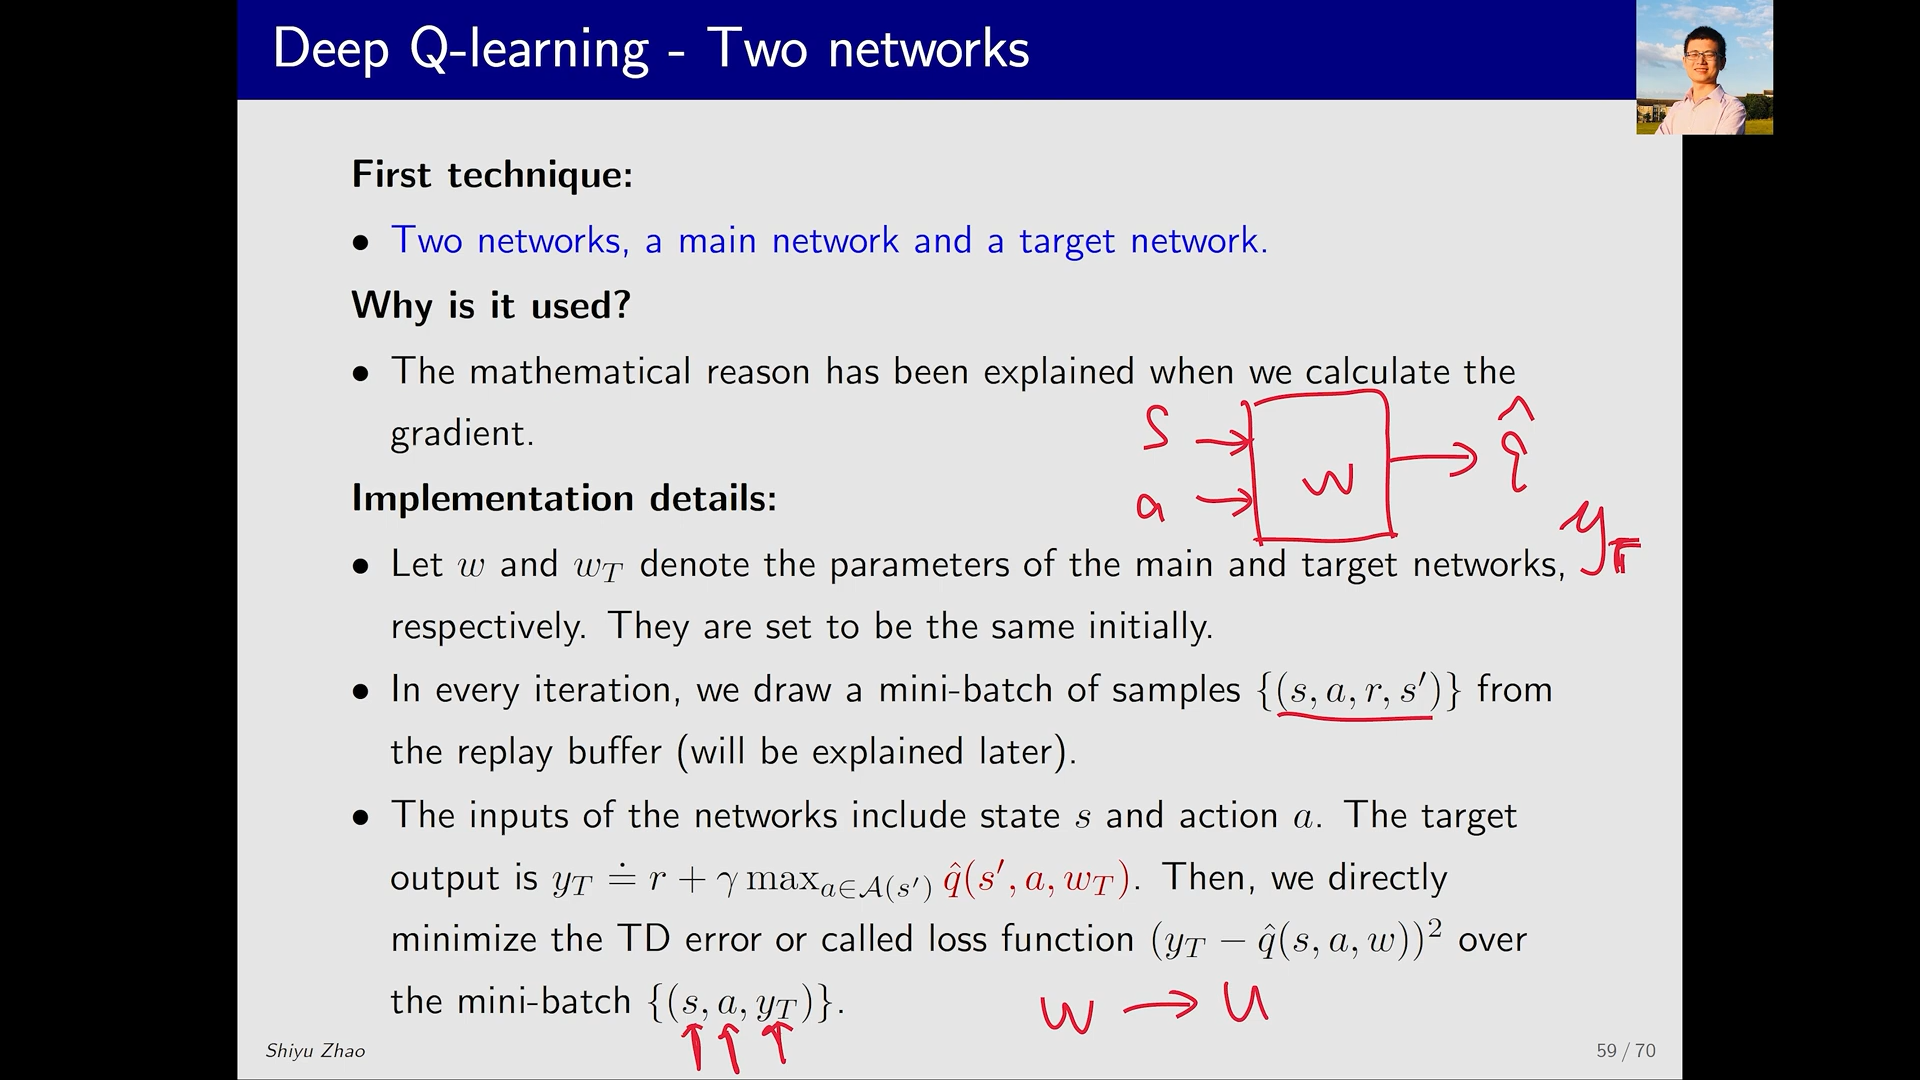 Deep Q-learning - Two networks
First technique:
• Two networks, a main network and a target network.
Why is it used?
• The mathematical reason has been explained when we calculate the
gradient.
s
a
w
q̂
y_T
Implementation details:
• Let w and w_T denote the parameters of the main and target networks,
respectively. They are set to be the same initially.
• In every iteration, we draw a mini-batch of samples {(s, a, r, s′)} from
the replay buffer (will be explained later).
• The inputs of the networks include state s and action a. The target
output is y_T ≐ r + γ max_{a∈𝒜(s′)} q̂(s′, a, w_T). Then, we directly
minimize the TD error or called loss function (y_T − q̂(s, a, w))² over
the mini-batch {(s, a, y_T)}.
w → u
Shiyu Zhao
59 / 70